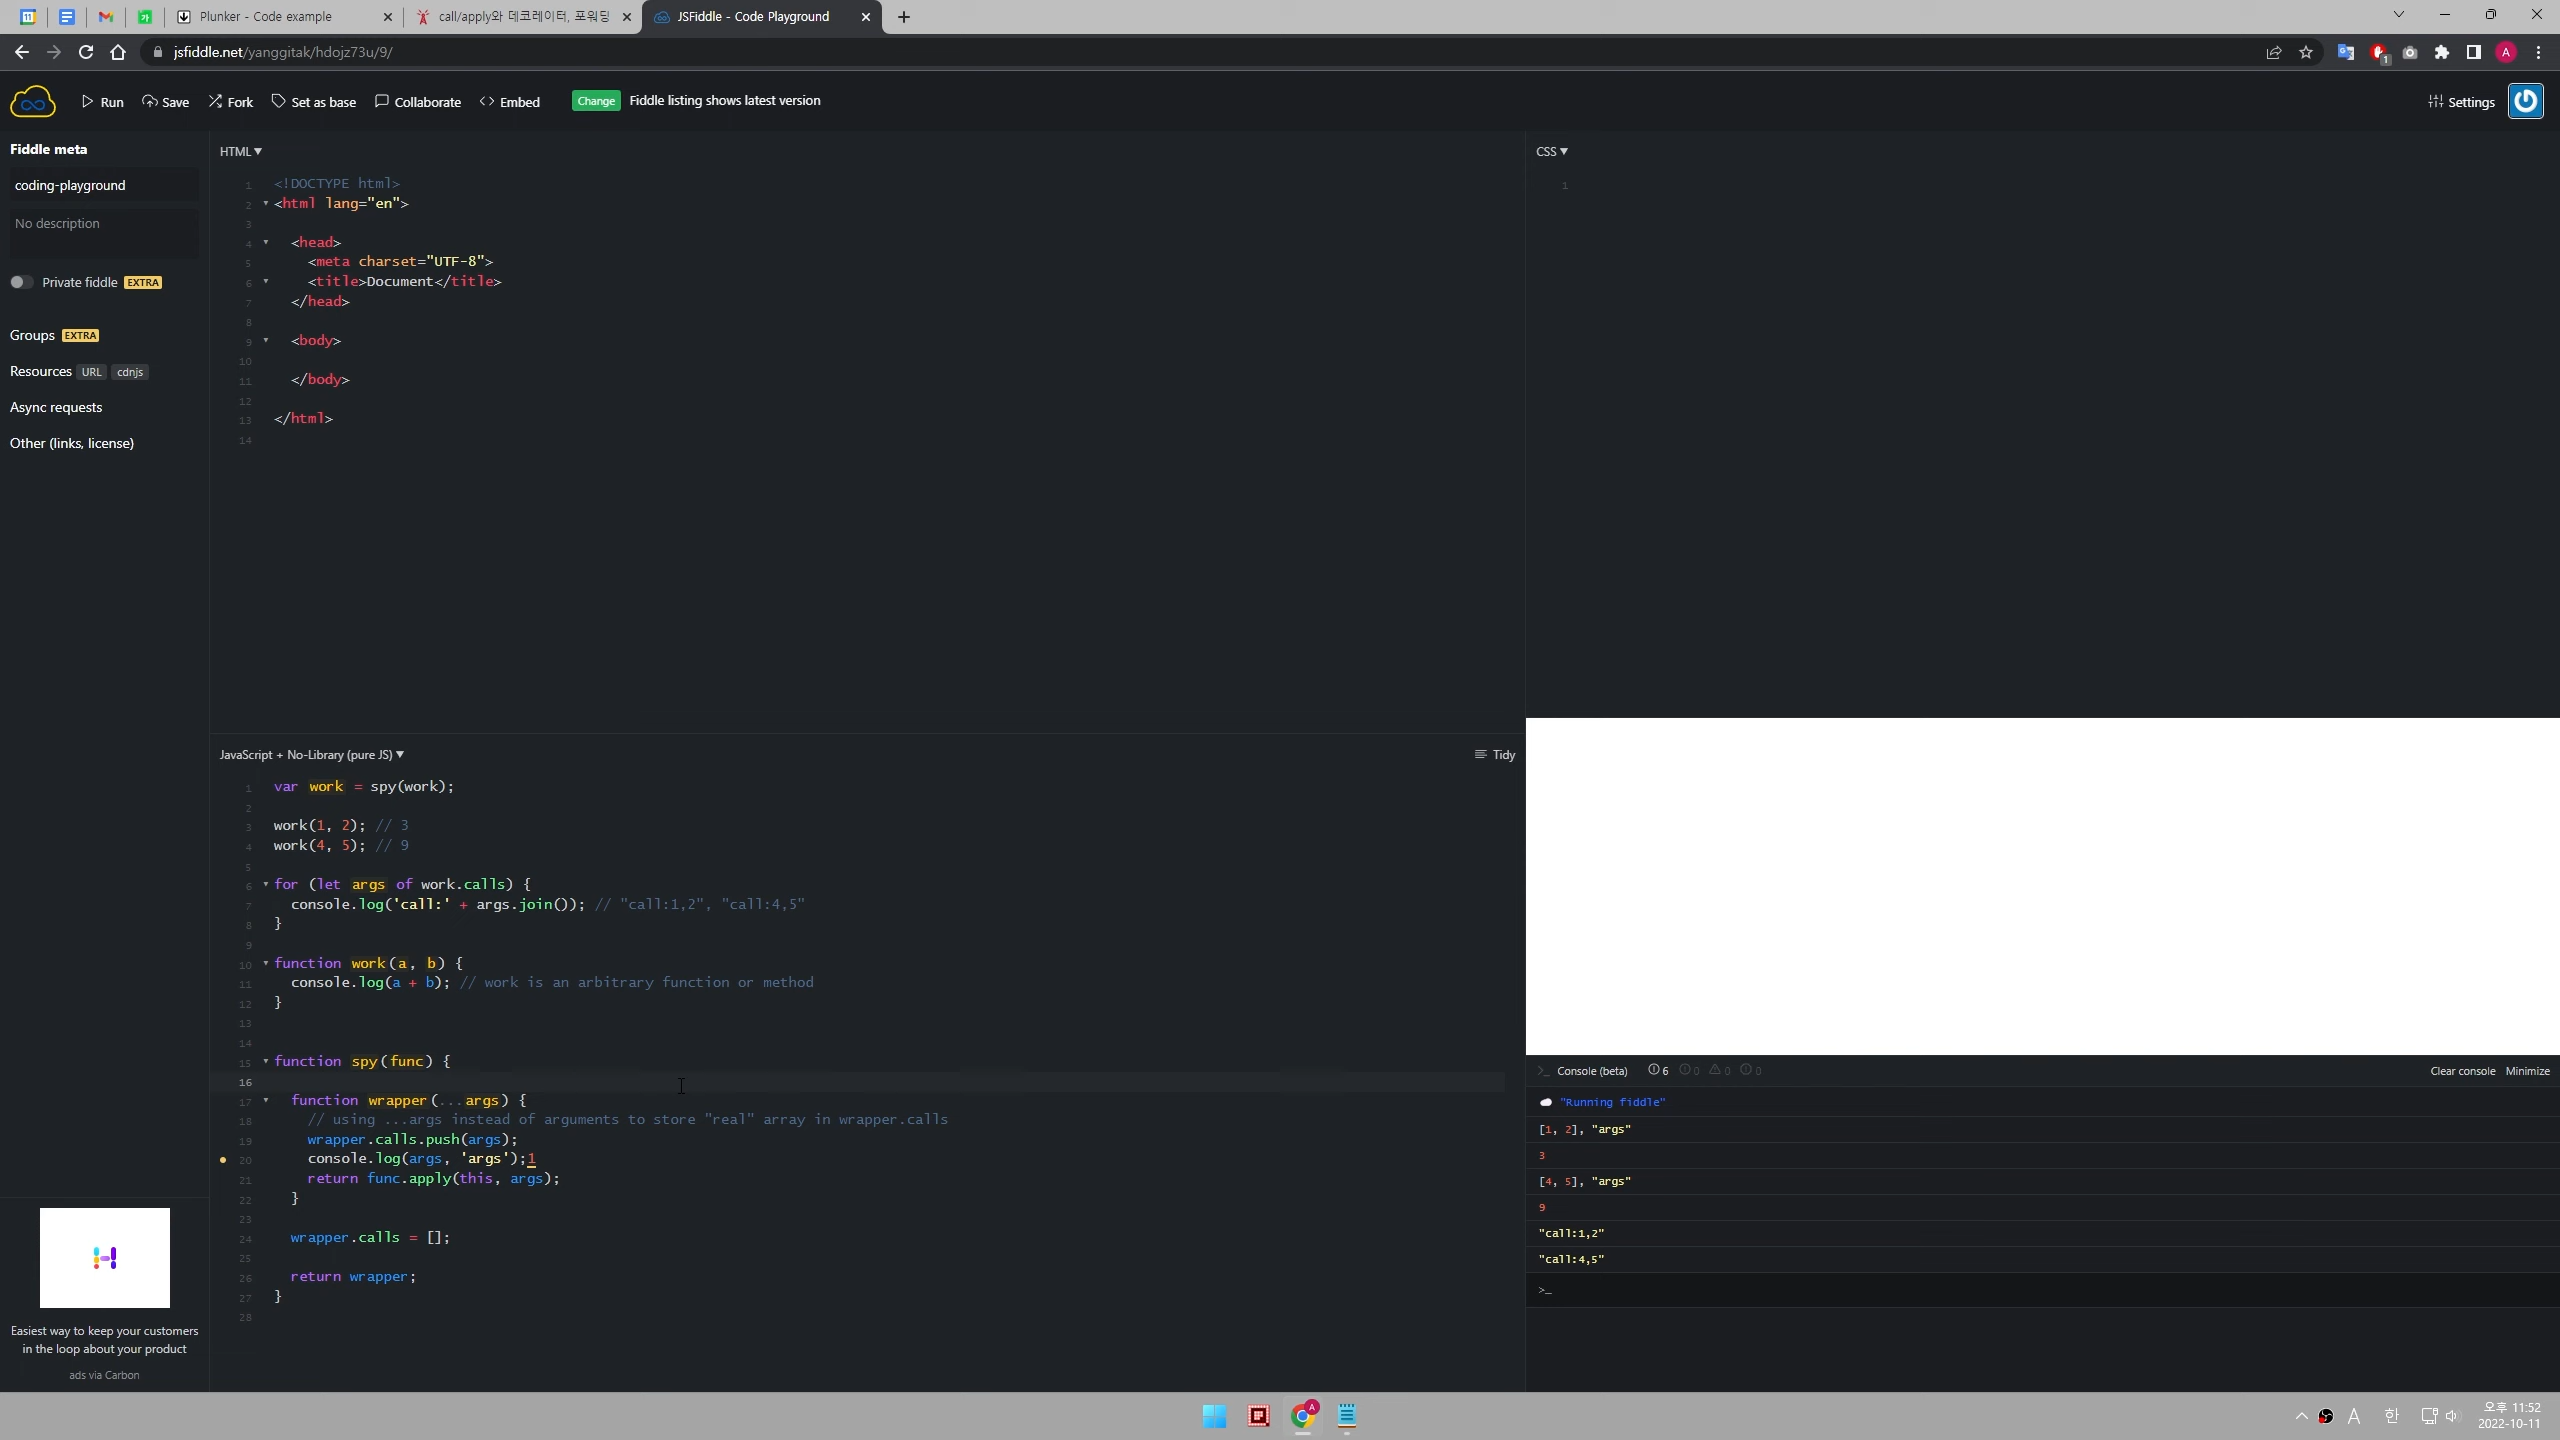 Plunker - Code example
call/apply와 데코레이터, 포워딩
JSFiddle - Code Playground
jsfiddle.net/yanggitak/hdojz73u/9/
1
A
Run
Save
Fork
Set as base
Collaborate
Embed
Change
Fiddle listing shows latest version
Settings
Fiddle meta
coding-playground
No description
Private fiddle EXTRA
Groups EXTRA
Resources URL cdnjs
Async requests
Other (links, license)
HTML
1 <!DOCTYPE html>
2 <html lang="en">
3
4 <head>
5 <meta charset="UTF-8">
6 <title>Document</title>
7 </head>
8
9 <body>
10
11 </body>
12
13 </html>
14
CSS
1
JavaScript + No-Library (pure JS)
Tidy
1 var work = spy(work);
2
3 work(1, 2); // 3
4 work(4, 5); // 9
5
6 for (let args of work.calls) {
7 console.log('call:' + args.join()); // "call:1,2", "call:4,5"
8 }
9
10 function work(a, b) {
11 console.log(a + b); // work is an arbitrary function or method
12 }
13
14
15 function spy(func) {
16
17 function wrapper(...args) {
18 // using ...args instead of arguments to store "real" array in wrapper.calls
19 wrapper.calls.push(args);
20 console.log(args, 'args');1
21 return func.apply(this, args);
22 }
23
24 wrapper.calls = [];
25
26 return wrapper;
27 }
28
>_ Console (beta) 6 0 0 0
Clear console Minimize
"Running fiddle"
[1, 2], "args"
3
[4, 5], "args"
9
"call:1,2"
"call:4,5"
>_
Easiest way to keep your customers
in the loop about your product
ads via Carbon
A
A
한
오후 11:52
2022-10-11